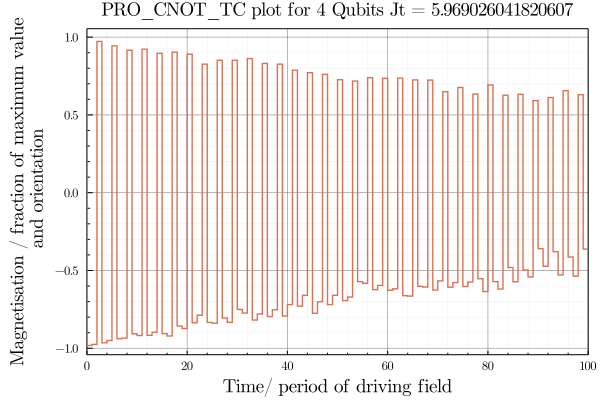 PRO_CNOT_TC plot for 4 Qubits Jt = 5.969026041820607
Magnetisation / fraction of maximum value
and orientation
1.0
0.5
0.0
−0.5
−1.0
0 20 40 60 80 100
Time/ period of driving field